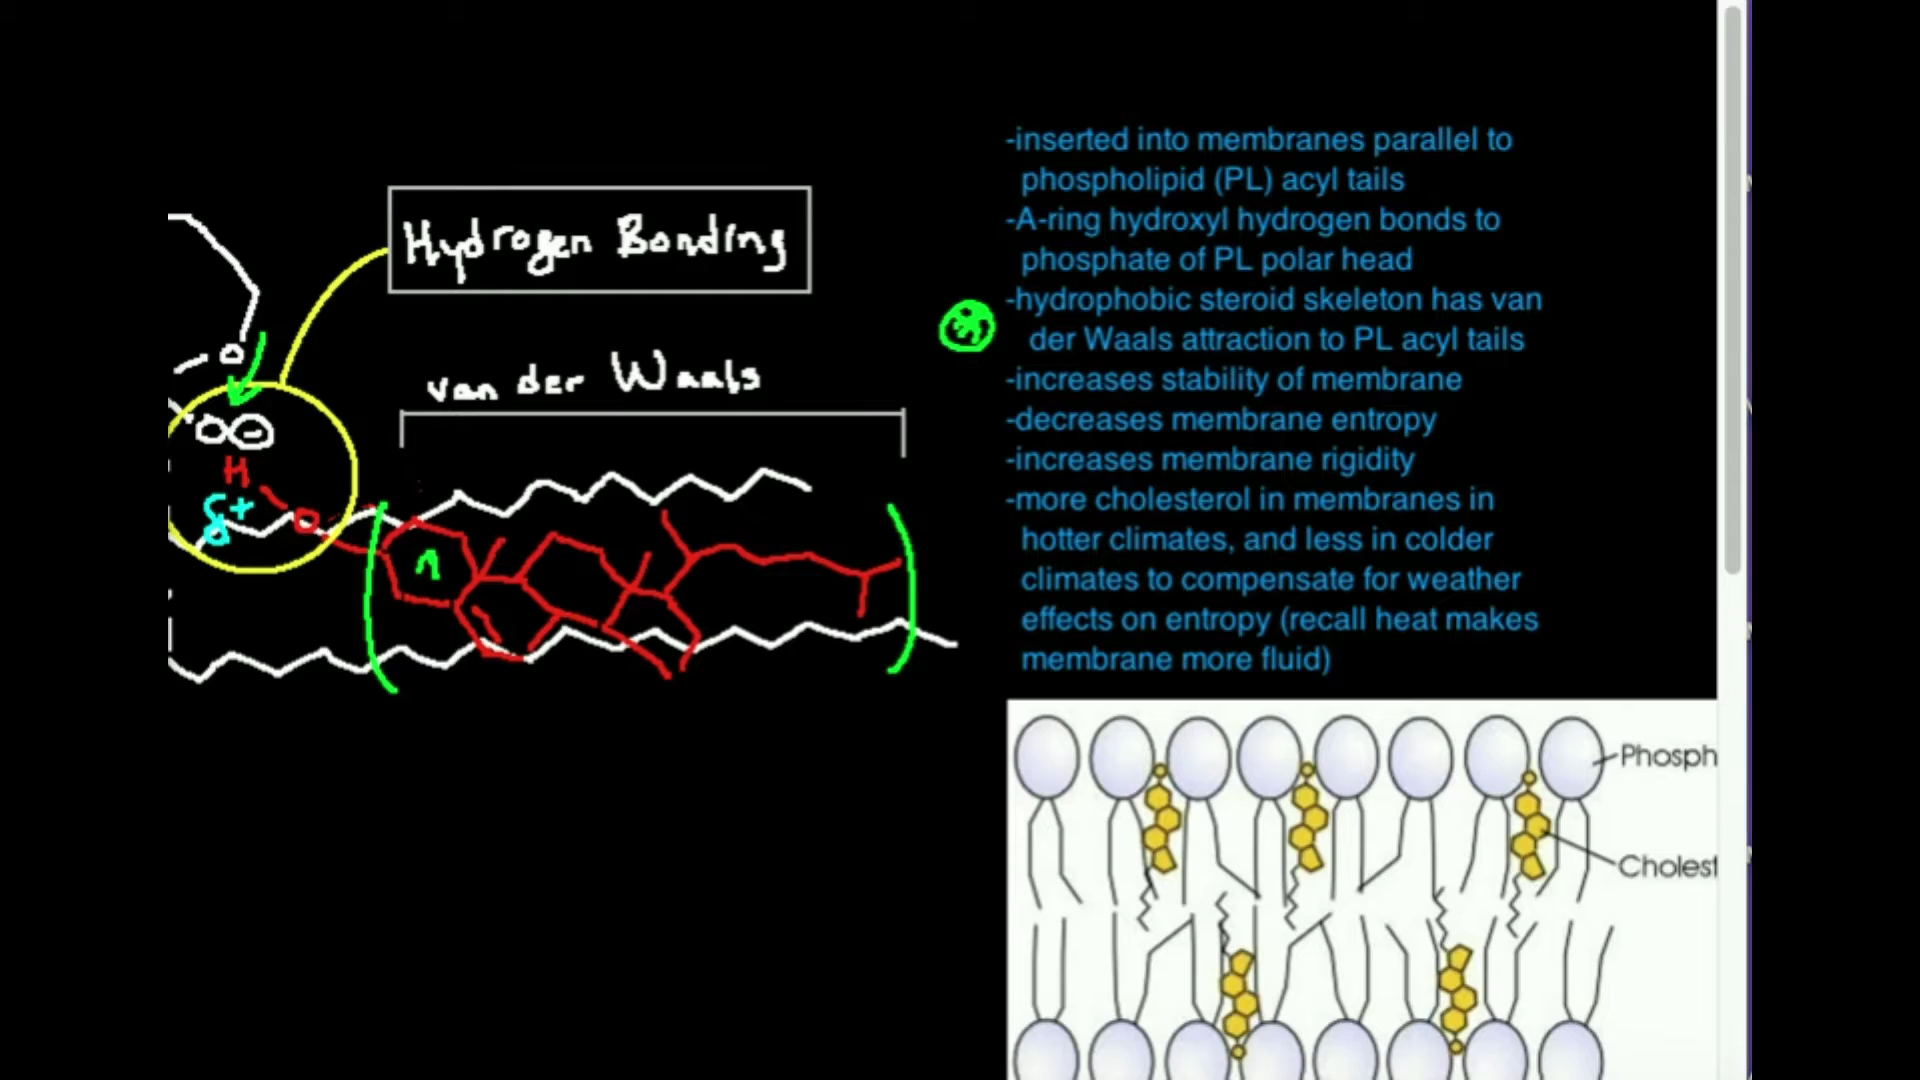 Hydrogen Bonding
van der Waals
O
O⊖
H
δ+
O
A
-inserted into membranes parallel to
phospholipid (PL) acyl tails
-A-ring hydroxyl hydrogen bonds to
phosphate of PL polar head
-hydrophobic steroid skeleton has van
der Waals attraction to PL acyl tails
-increases stability of membrane
-decreases membrane entropy
-increases membrane rigidity
-more cholesterol in membranes in
hotter climates, and less in colder
climates to compensate for weather
effects on entropy (recall heat makes
membrane more fluid)
Phosph
Cholest